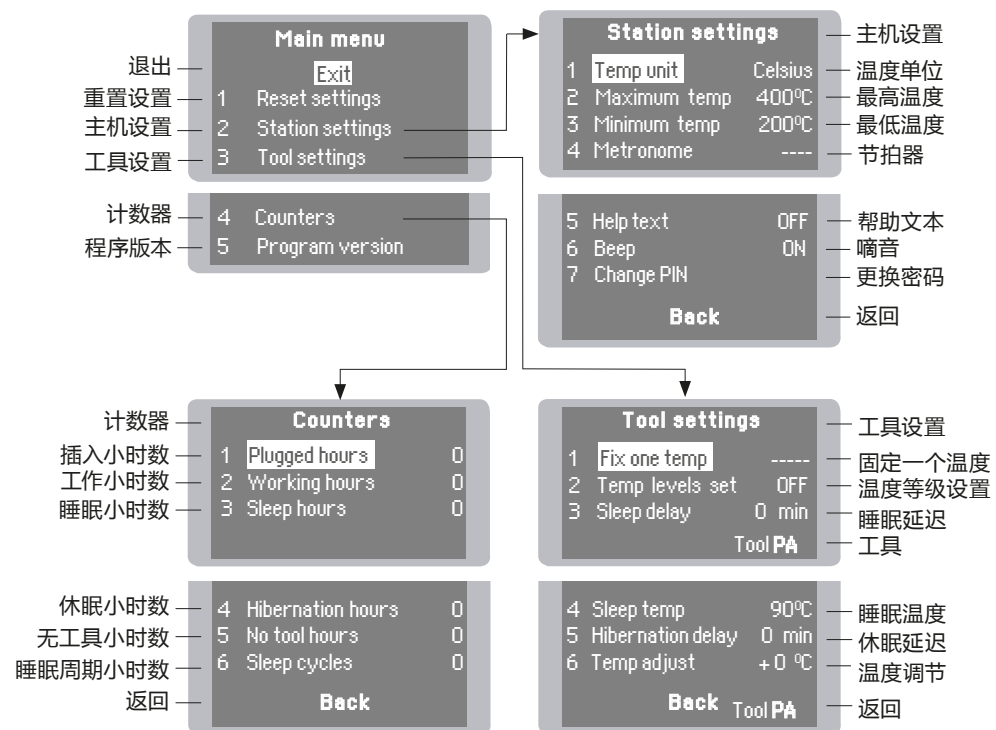 Main menu
退出
Exit
重置设置
1 Reset settings
主机设置
2 Station settings
工具设置
3 Tool settings
计数器
4 Counters
程序版本
5 Program version
Station settings
主机设置
1 Temp unit Celsius
温度单位
2 Maximum temp 400ºC
最高温度
3 Minimum temp 200ºC
最低温度
4 Metronome ----
节拍器
5 Help text OFF
帮助文本
6 Beep ON
嘀音
7 Change PIN
更换密码
Back
返回
计数器
Counters
插入小时数
1 Plugged hours 0
工作小时数
2 Working hours 0
睡眠小时数
3 Sleep hours 0
休眠小时数
4 Hibernation hours 0
无工具小时数
5 No tool hours 0
睡眠周期小时数
6 Sleep cycles 0
返回
Back
Tool settings
工具设置
1 Fix one temp -----
固定一个温度
2 Temp levels set OFF
温度等级设置
3 Sleep delay 0 min
睡眠延迟
Tool PA
工具
4 Sleep temp 90ºC
睡眠温度
5 Hibernation delay 0 min
休眠延迟
6 Temp adjust +0 ºC
温度调节
Back
Tool PA
返回